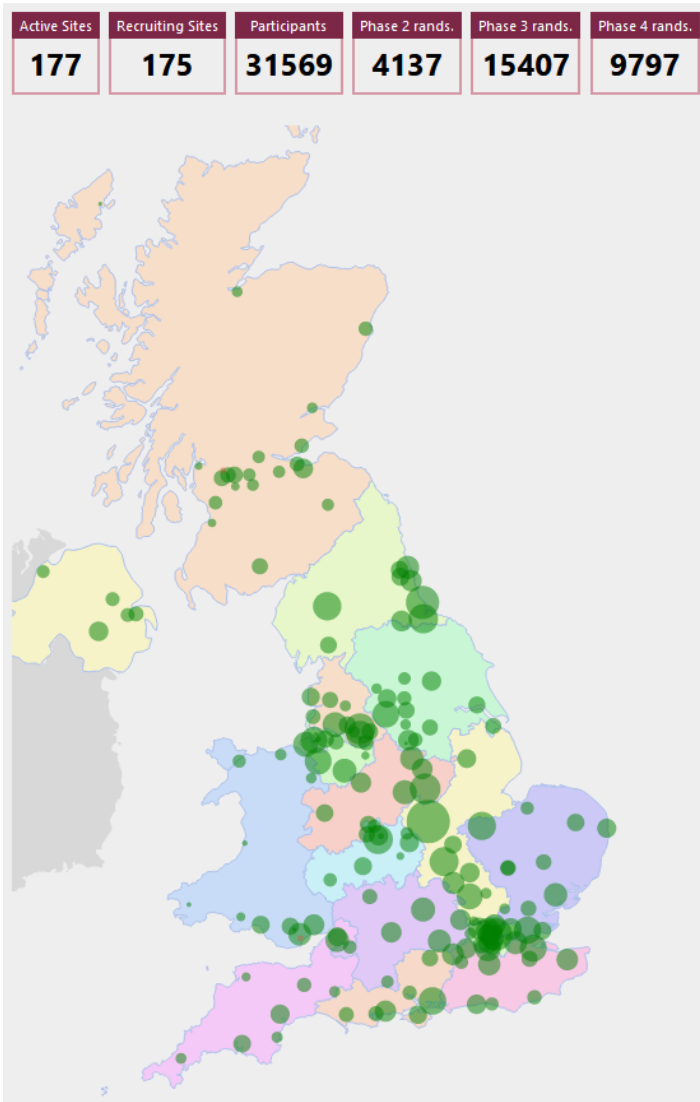 Active Sites Recruiting Sites Participants Phase 2 rands. Phase 3 rands. Phase 4 rands.
177 175 31569 4137 15407 9797